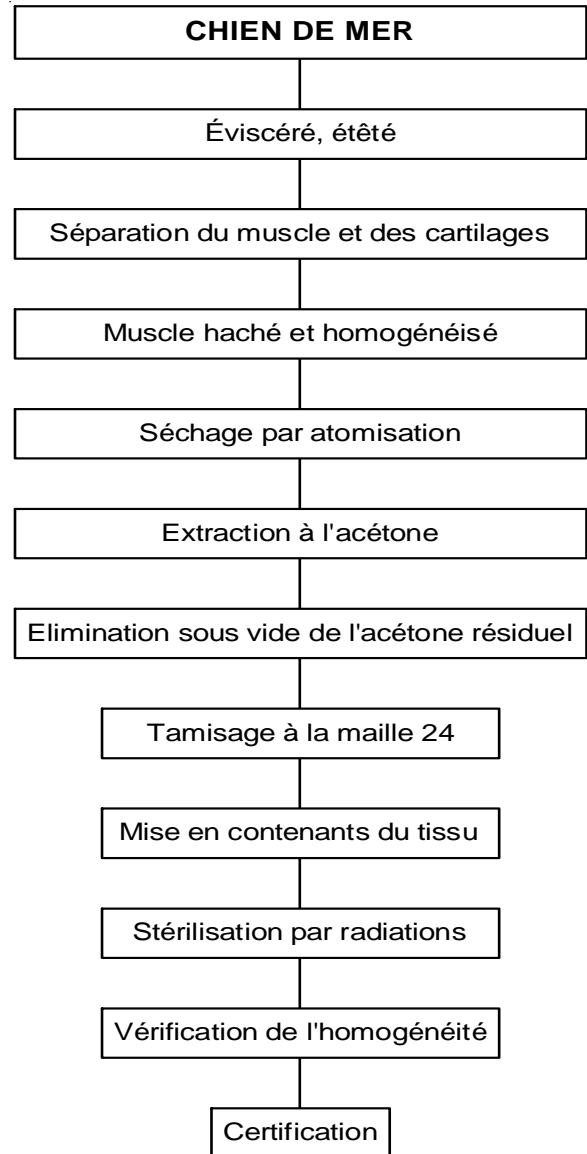 CHIEN DE MER
Éviscéré, étêté
Séparation du muscle et des cartilages
Muscle haché et homogénéisé
Séchage par atomisation
Extraction à l'acétone
Elimination sous vide de l'acétone résiduel
Tamisage à la maille 24
Mise en contenants du tissu
Stérilisation par radiations
Vérification de l'homogénéité
Certification